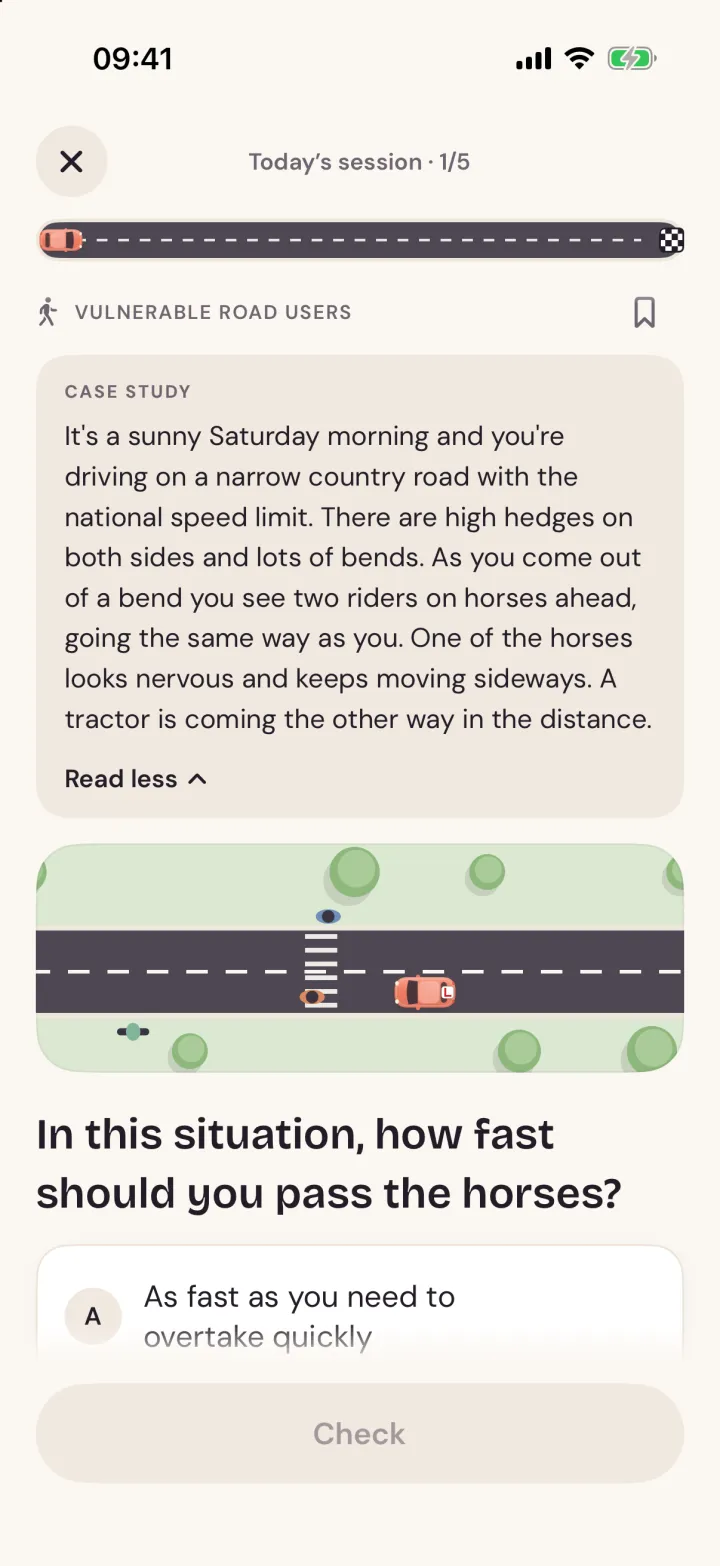 09:41
Today’s session · 1/5
VULNERABLE ROAD USERS
CASE STUDY
It's a sunny Saturday morning and you're
driving on a narrow country road with the
national speed limit. There are high hedges on
both sides and lots of bends. As you come out
of a bend you see two riders on horses ahead,
going the same way as you. One of the horses
looks nervous and keeps moving sideways. A
tractor is coming the other way in the distance.
Read less
L
In this situation, how fast
should you pass the horses?
A
As fast as you need to
overtake quickly
Check